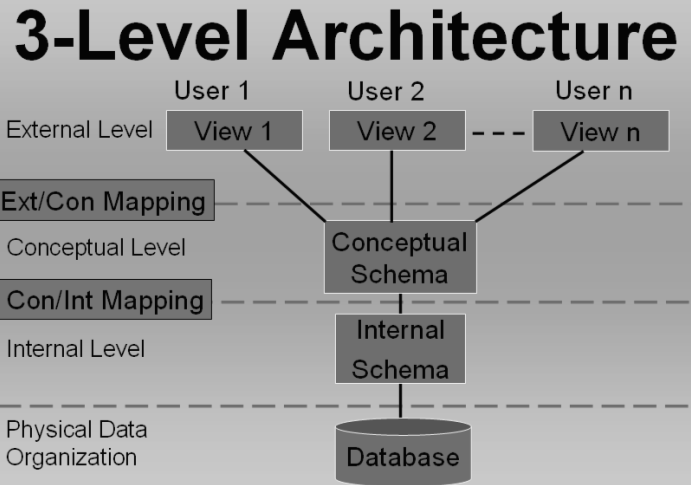 3-Level Architecture
User 1 User 2 User n
External Level View 1 View 2 View n
Ext/Con Mapping
Conceptual Level
Conceptual
Schema
Con/Int Mapping
Internal Level
Internal
Schema
Physical Data
Organization
Database